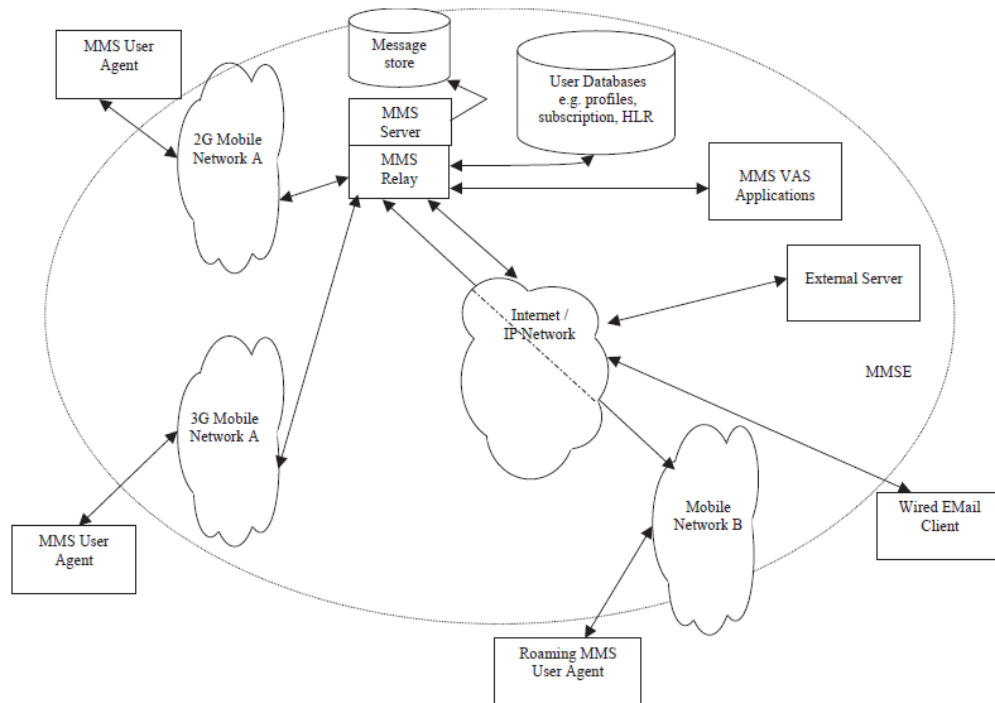 MMS User
Agent
Message
store
User Databases
e.g. profiles,
subscription, HLR
MMS
Server
2G Mobile
Network A
MMS
Relay
MMS VAS
Applications
External Server
Internet /
IP Network
MMSE
3G Mobile
Network A
Mobile
Network B
Wired EMail
Client
MMS User
Agent
Roaming MMS
User Agent